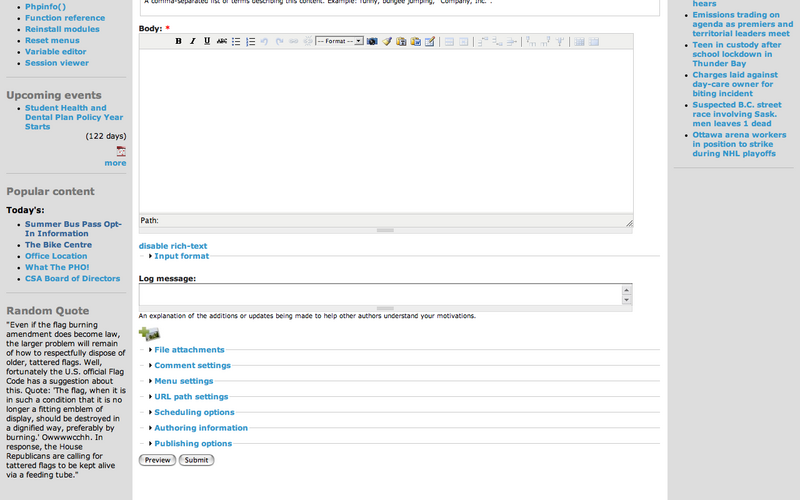 Phpinfo()
Function reference
Reinstall modules
Reset menus
Variable editor
Session viewer
Upcoming events
Student Health and
Dental Plan Policy Year
Starts
(122 days)
more
Popular content
Today's:
Summer Bus Pass Opt-
In Information
The Bike Centre
Office Location
What The PHO!
CSA Board of Directors
Random Quote
"Even if the flag burning
amendment does become law,
the larger problem will remain
of how to respectfully dispose of
older, tattered flags. Well,
fortunately the U.S. official Flag
Code has a suggestion about
this. Quote: 'The flag, when it is
in such a condition that it is no
longer a fitting emblem of
display, should be destroyed in
a dignified way, preferably by
burning.' Owwwwcchh. In
response, the House
Republicans are calling for
tattered flags to be kept alive
via a feeding tube."
A comma-separated list of terms describing this content. Example: funny, bungee jumping, "Company, Inc.".
Body: *
B I U ABC
-- Format --
Path:
disable rich-text
Input format
Log message:
An explanation of the additions or updates being made to help other authors understand your motivations.
File attachments
Comment settings
Menu settings
URL path settings
Scheduling options
Authoring information
Publishing options
Preview Submit
hears
Emissions trading on
agenda as premiers and
territorial leaders meet
Teen in custody after
school lockdown in
Thunder Bay
Charges laid against
day-care owner for
biting incident
Suspected B.C. street
race involving Sask.
men leaves 1 dead
Ottawa arena workers
in position to strike
during NHL playoffs